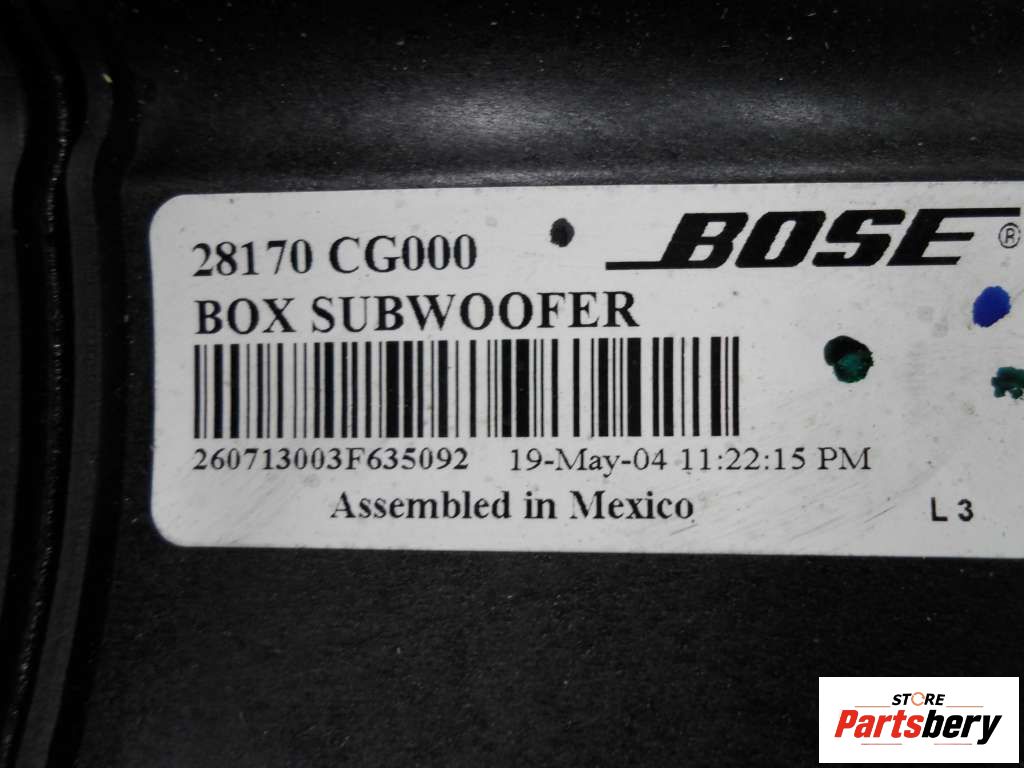 28170 CG000
BOSE®
BOX SUBWOOFER
260713003F635092 19-May-04 11:22:15 PM
Assembled in Mexico
L 3
STORE
Partsbery